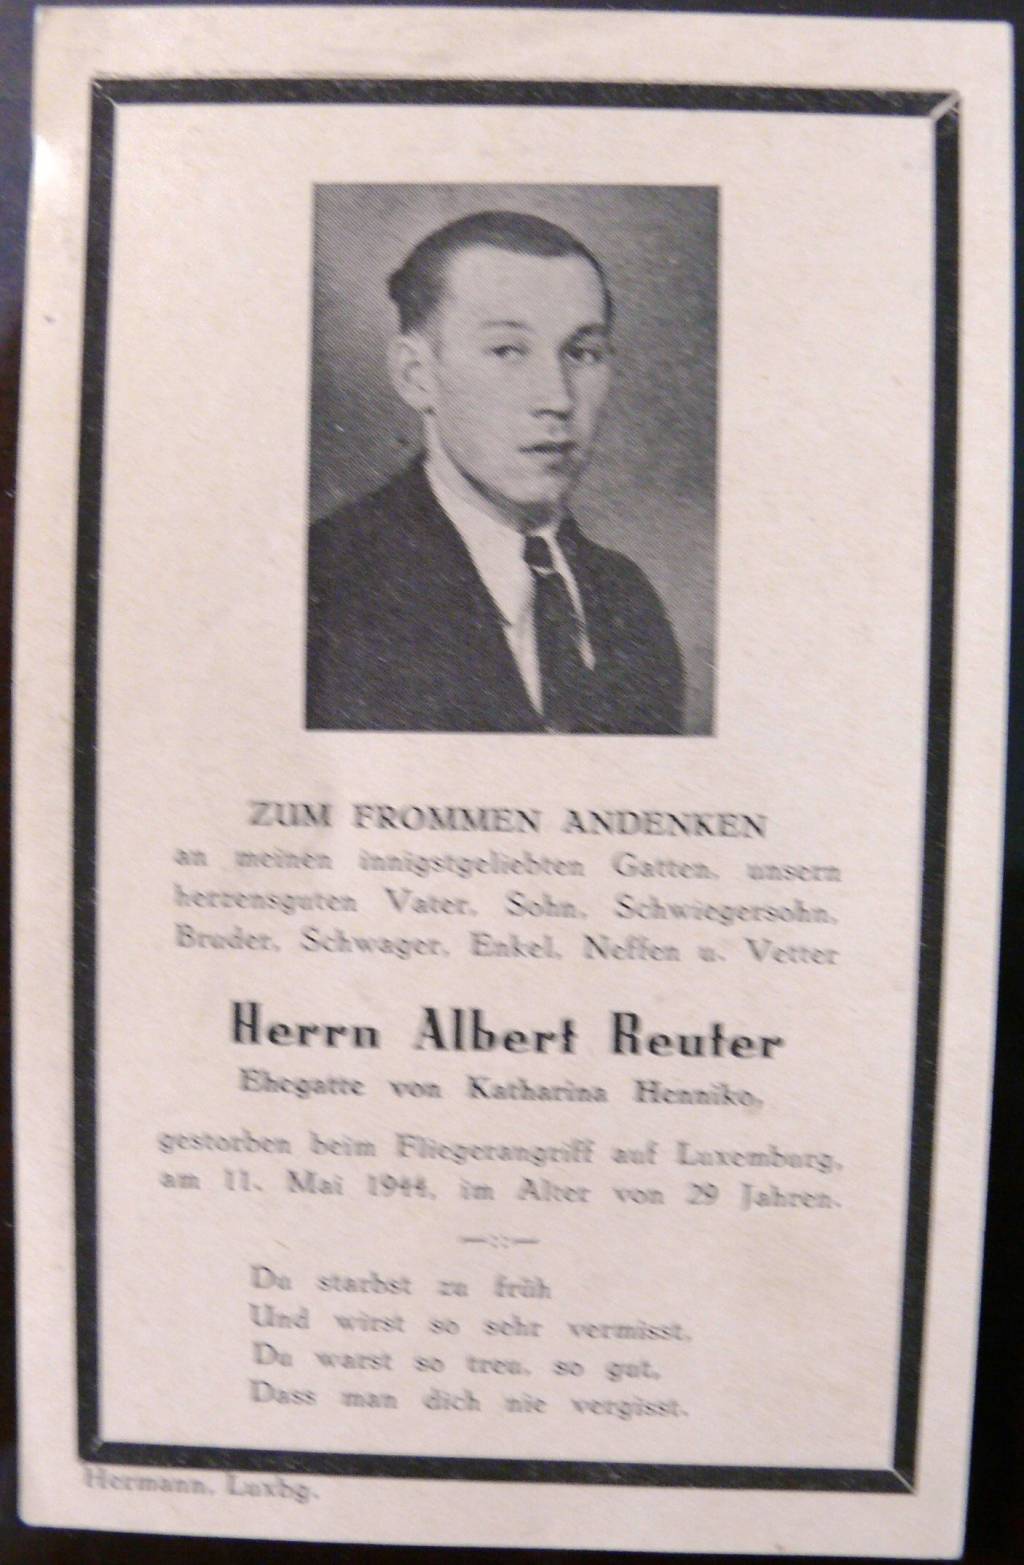 ZUM FROMMEN ANDENKEN
an meinen innigstgeliebten Gatten, unsern
herzensguten Vater, Sohn, Schwiegersohn,
Bruder, Schwager, Enkel, Neffen u. Vetter
Herrn Albert Reuter
Ehegatte von Katharina Henniko,
gestorben beim Fliegerangriff auf Luxemburg,
am 11. Mai 1944, im Alter von 29 Jahren.
—::—
Du starbst zu früh
Und wirst so sehr vermisst,
Du warst so treu, so gut,
Dass man dich nie vergisst.
Hermann, Luxbg.